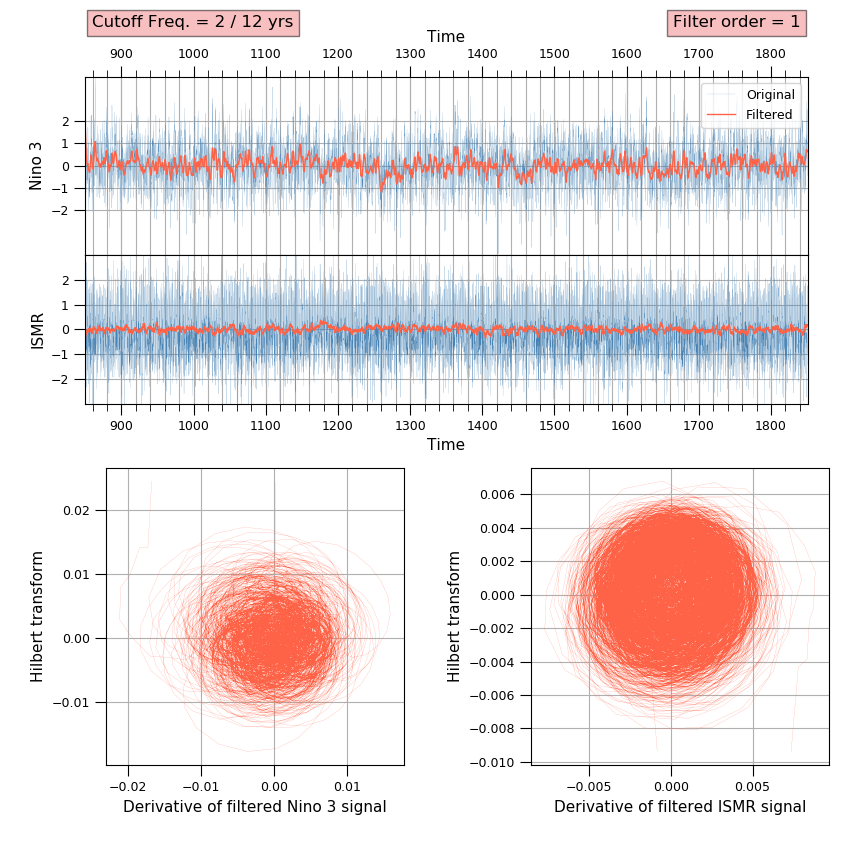 Cutoff Freq. = 2 / 12 yrs
Filter order = 1
Time
900 1000 1100 1200 1300 1400 1500 1600 1700 1800
Original
Filtered
Nino 3
2
1
0
−1
−2
ISMR
2
1
0
−1
−2
900 1000 1100 1200 1300 1400 1500 1600 1700 1800
Time
Hilbert transform
0.02
0.01
0.00
−0.01
−0.02 −0.01 0.00 0.01
Derivative of filtered Nino 3 signal
Hilbert transform
0.006
0.004
0.002
0.000
−0.002
−0.004
−0.006
−0.008
−0.010
−0.005 0.000 0.005
Derivative of filtered ISMR signal